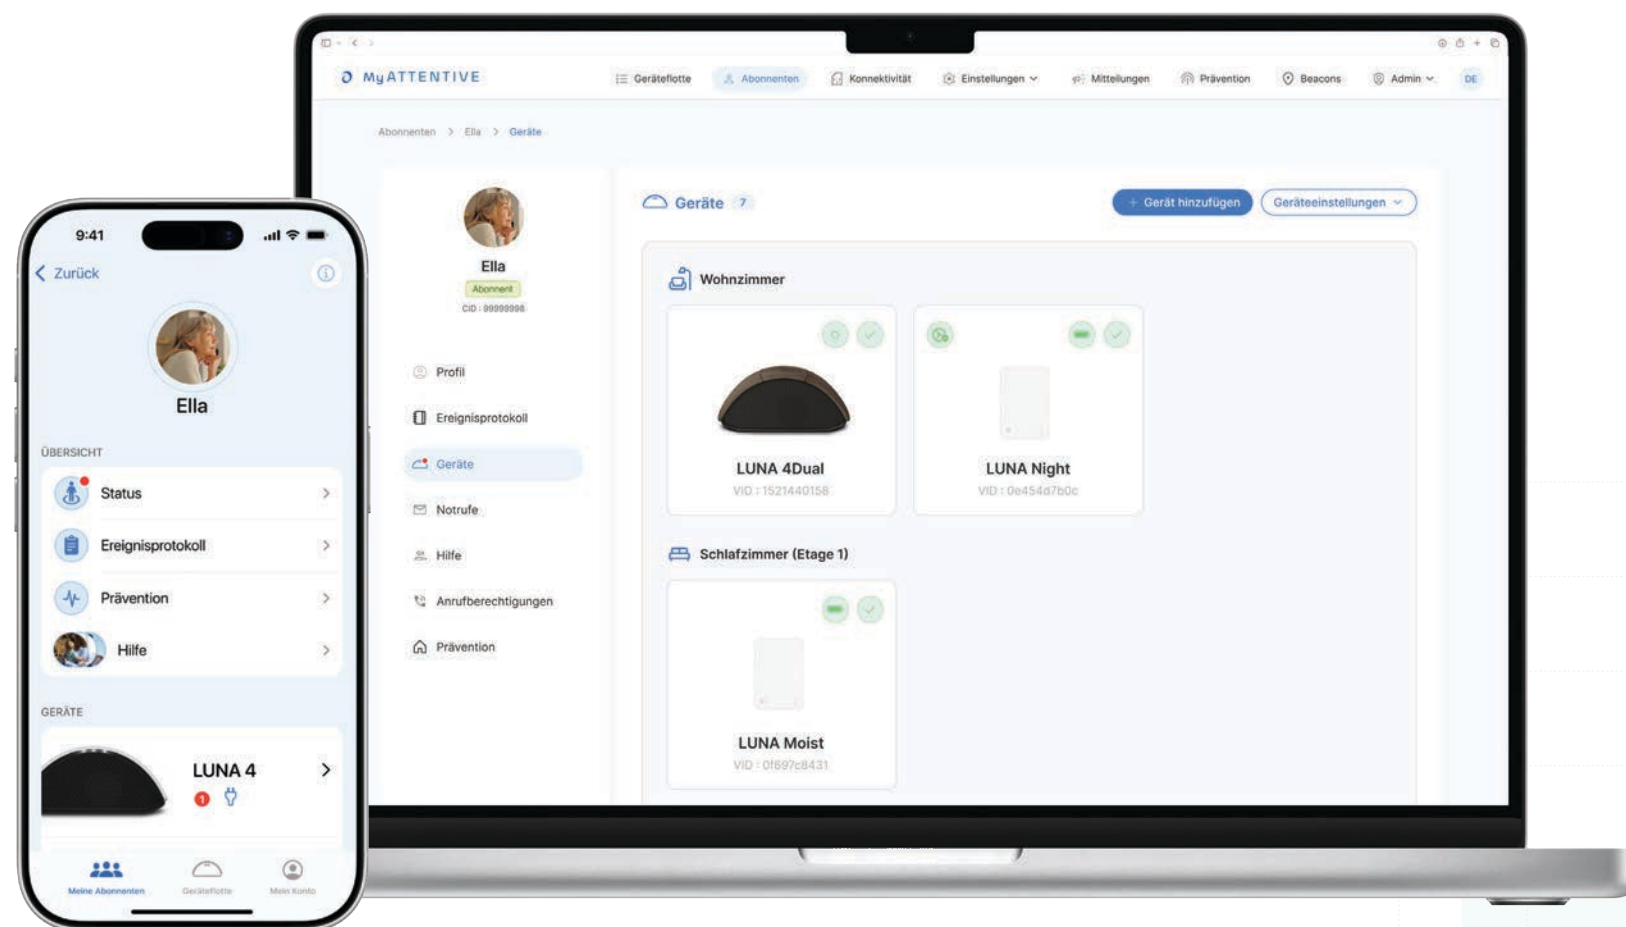 9:41
Zurück
Ella
ÜBERSICHT
Status
Ereignisprotokoll
Prävention
Hilfe
GERÄTE
LUNA 4
1
Meine Abonnenten
Geräteflotte
Mein Konto
MyATTENTIVE
Geräteflotte
Abonnenten
Konnektivität
Einstellungen
Mitteilungen
Prävention
Beacons
Admin
DE
Abonnenten > Ella > Geräte
Ella
Abonnent
CID : 99999998
Profil
Ereignisprotokoll
Geräte
Notrufe
Hilfe
Anrufberechtigungen
Prävention
Geräte 7
+ Gerät hinzufügen
Geräteeinstellungen
Wohnzimmer
LUNA 4Dual
VID : 1521440158
LUNA Night
VID : 0e454d7b0c
Schlafzimmer (Etage 1)
LUNA Moist
VID : 0f697c8431